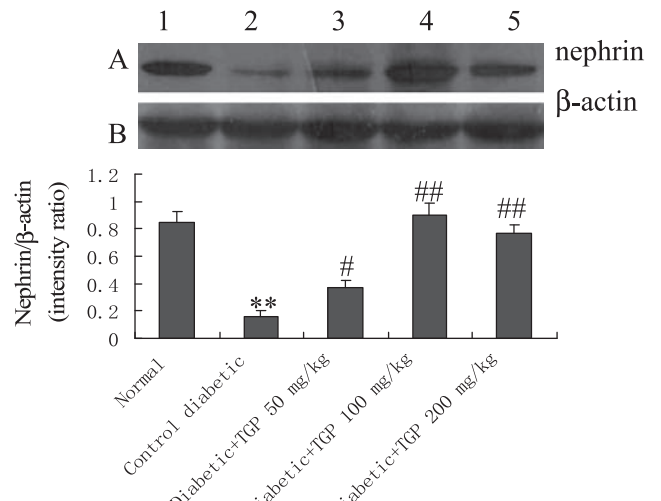 1 2 3 4 5
A nephrin
β-actin
B
Nephrin/β-actin
(intensity ratio)
1.2
1
0.8
0.6
0.4
0.2
0
**
#
##
##
Normal
Control diabetic
Diabetic+TGP 50 mg/kg
iabetic+TGP 100 mg/kg
iabetic+TGP 200 mg/kg